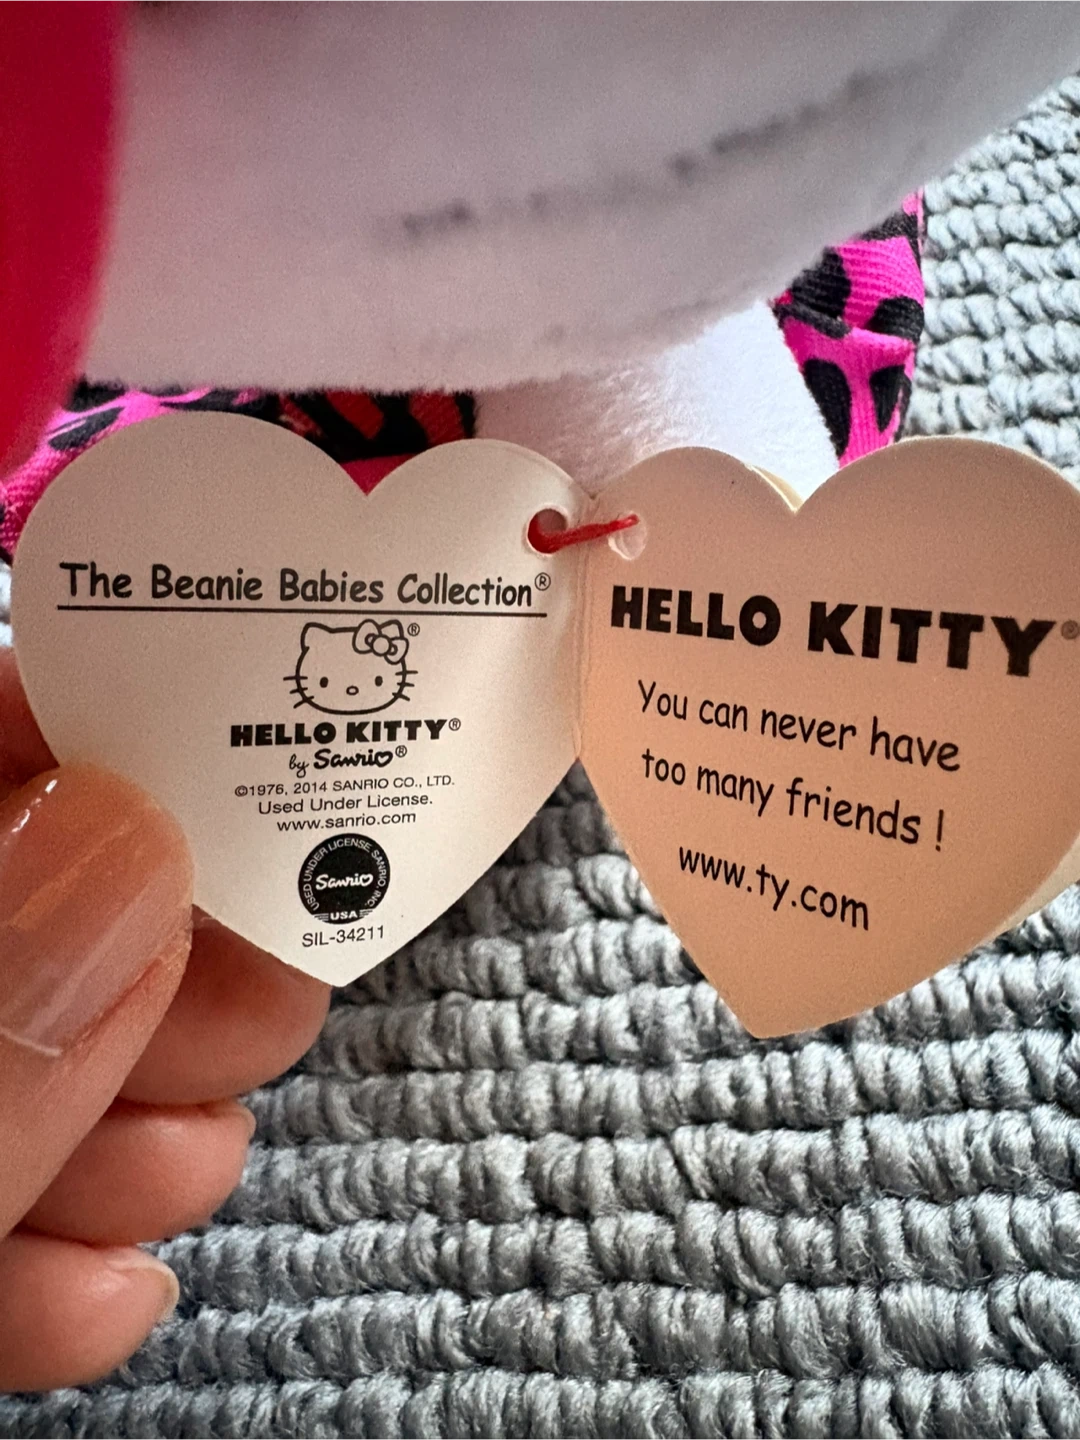 The Beanie Babies Collection®
®
HELLO KITTY®
by Sanrio®
©1976, 2014 SANRIO CO., LTD.
Used Under License.
www.sanrio.com
USED UNDER LICENSE SANRIO, INC.
Sanrio
USA
SIL-34211
HELLO KITTY®
You can never have
too many friends !
www.ty.com